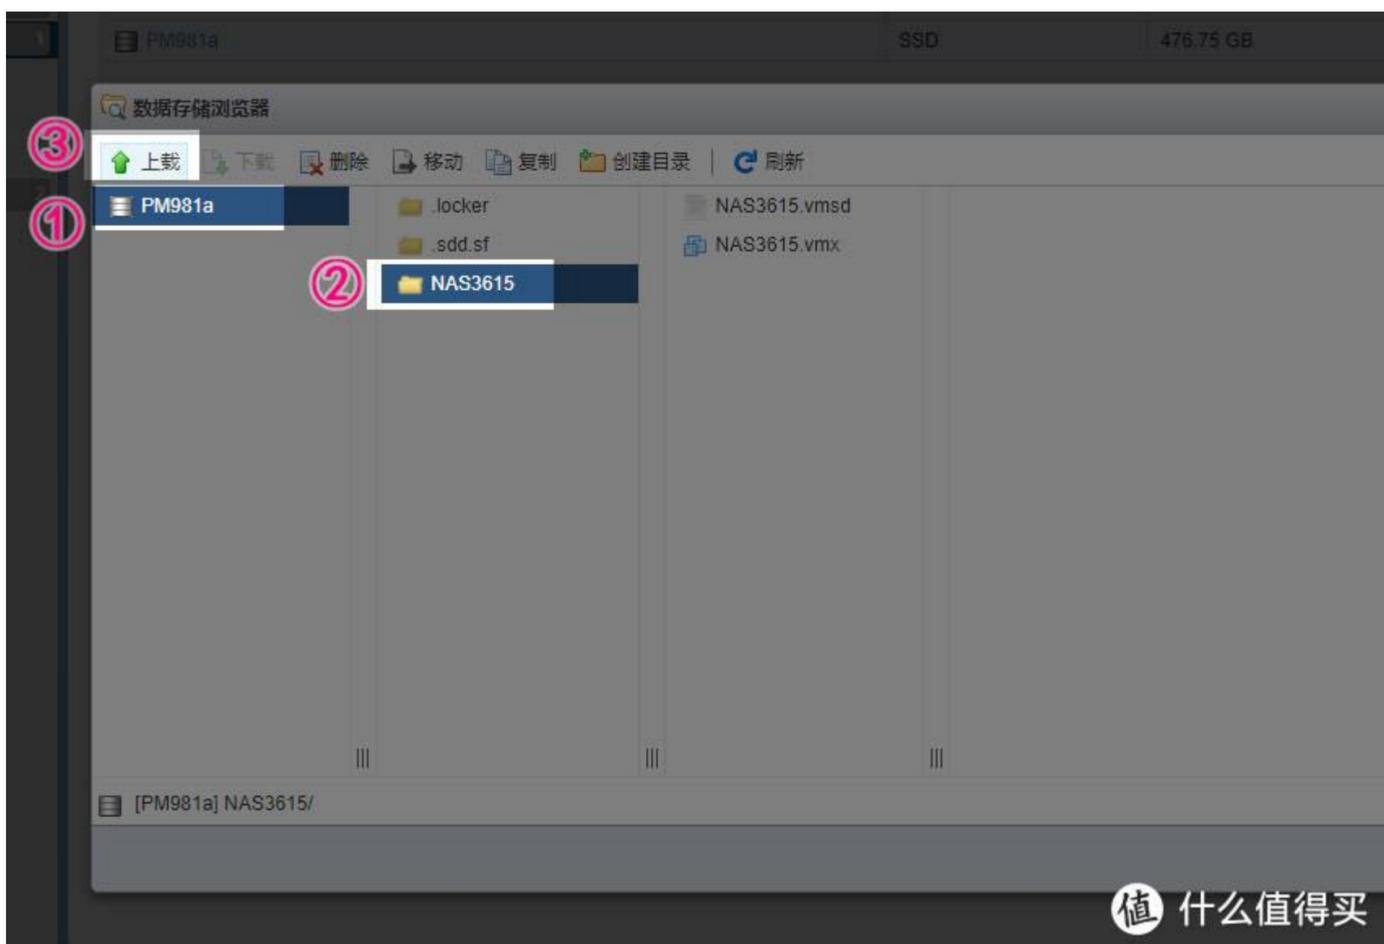 PM981a SSD 476.75 GB
数据存储浏览器
③ 上载 下载 删除 移动 复制 创建目录 刷新
① PM981a .locker NAS3615.vmsd
.sdd.sf NAS3615.vmx
② NAS3615
[PM981a] NAS3615/
值 什么值得买